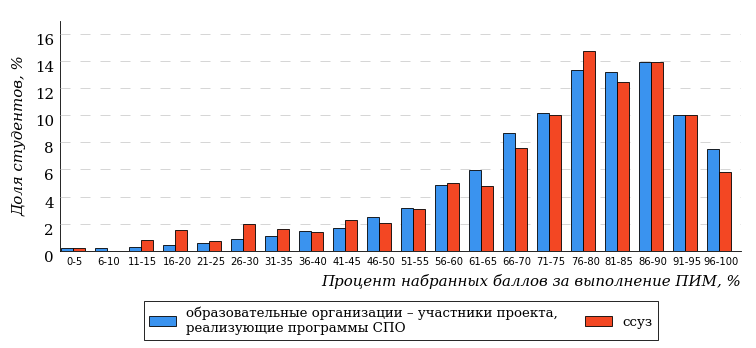 Доля студентов, %
16
14
12
10
8
6
4
2
0
0-5 6-10 11-15 16-20 21-25 26-30 31-35 36-40 41-45 46-50 51-55 56-60 61-65 66-70 71-75 76-80 81-85 86-90 91-95 96-100
Процент набранных баллов за выполнение ПИМ, %
образовательные организации – участники проекта,
реализующие программы СПО
ссуз